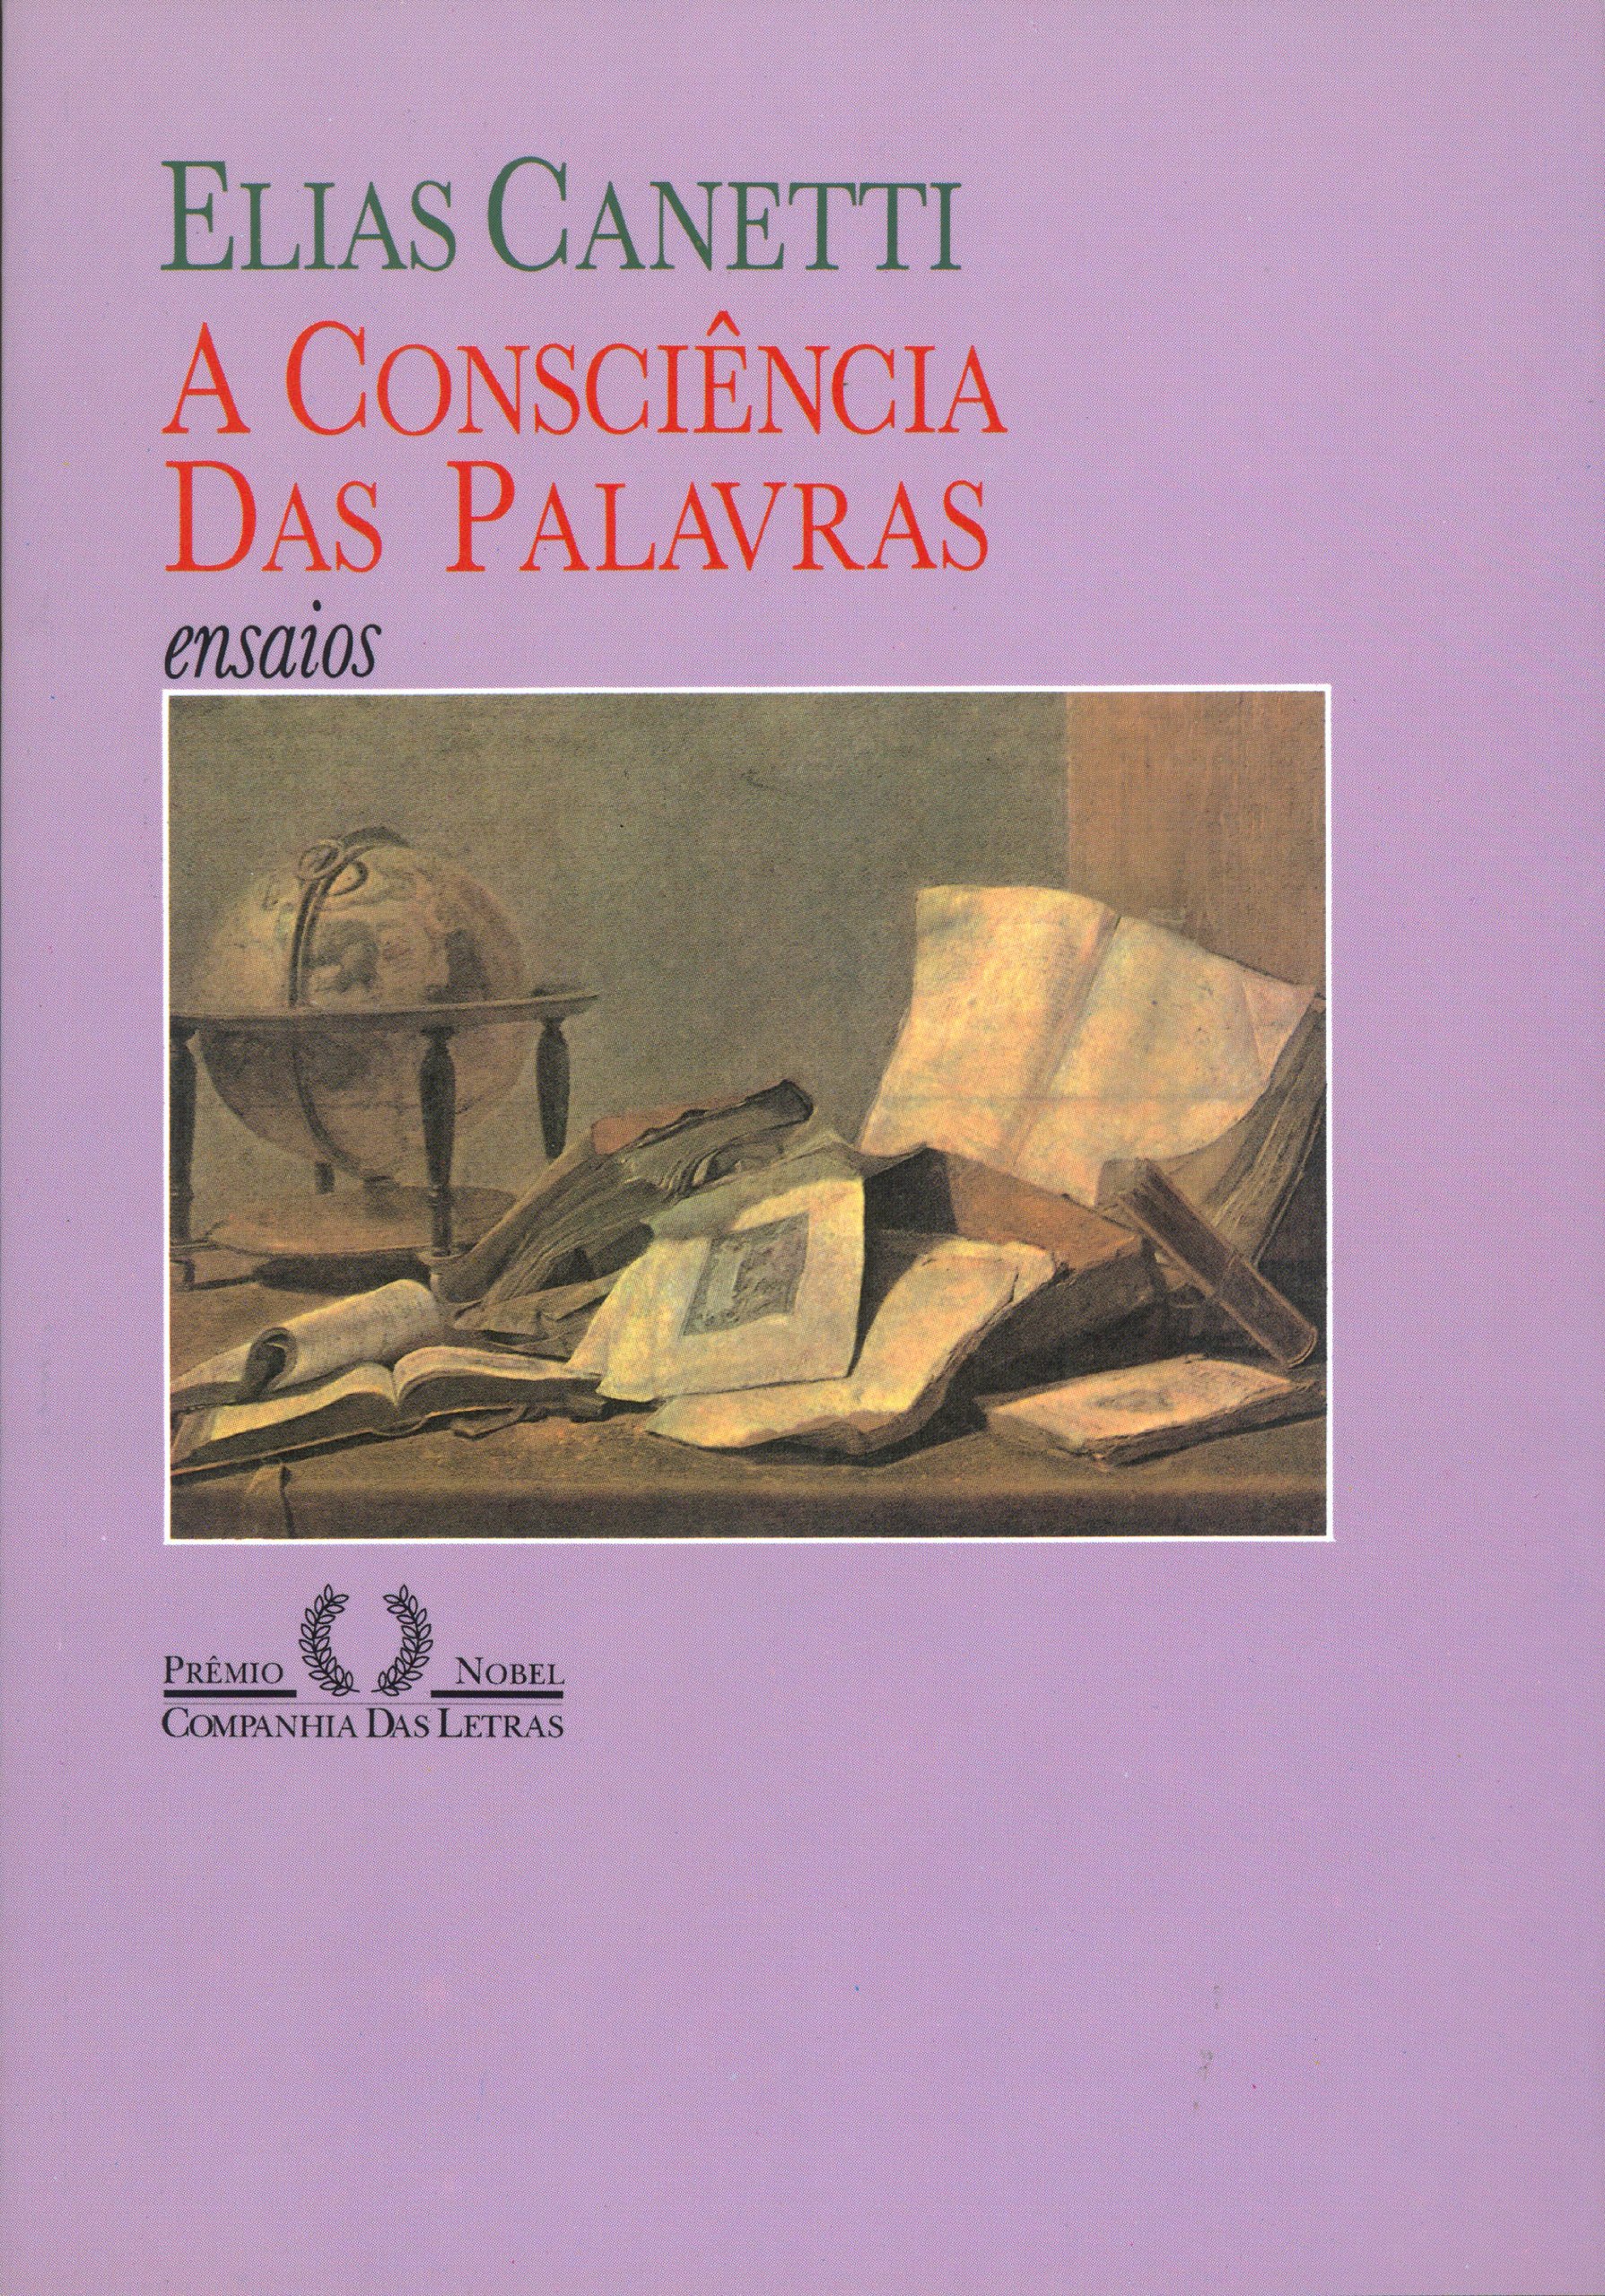 ELIAS CANETTI
A CONSCIÊNCIA
DAS PALAVRAS
ensaios
PRÊMIO NOBEL
COMPANHIA DAS LETRAS